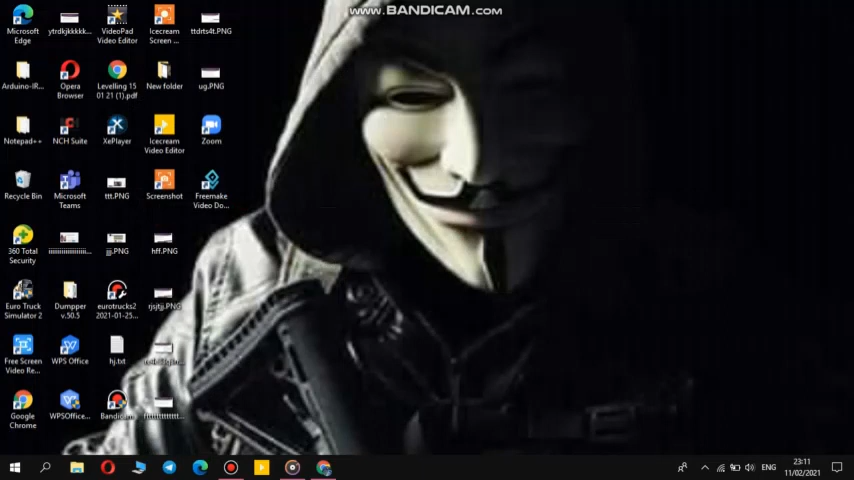 www.BANDICAM.com
Microsoft
Edge
ytrdkjkkkkk...
VideoPad
Video Editor
Icecream
Screen ...
ttdrts4t.PNG
Arduino-IR...
Opera
Browser
Levelling 15
01 21 (1).pdf
New folder
ug.PNG
Notepad++
NCH Suite
XePlayer
Icecream
Video Editor
Zoom
Recycle Bin
Microsoft
Teams
ttt.PNG
Screenshot
Freemake
Video Do...
360 Total
Security
jjj.PNG
hff.PNG
Euro Truck
Simulator 2
Dumpper
v.50.5
eurotrucks2
2021-01-25...
rjsjtjj.PNG
Free Screen
Video Re...
WPS Office
hj.txt
Google
Chrome
WPSOffice...
Bandicam
ENG
23:11
11/02/2021